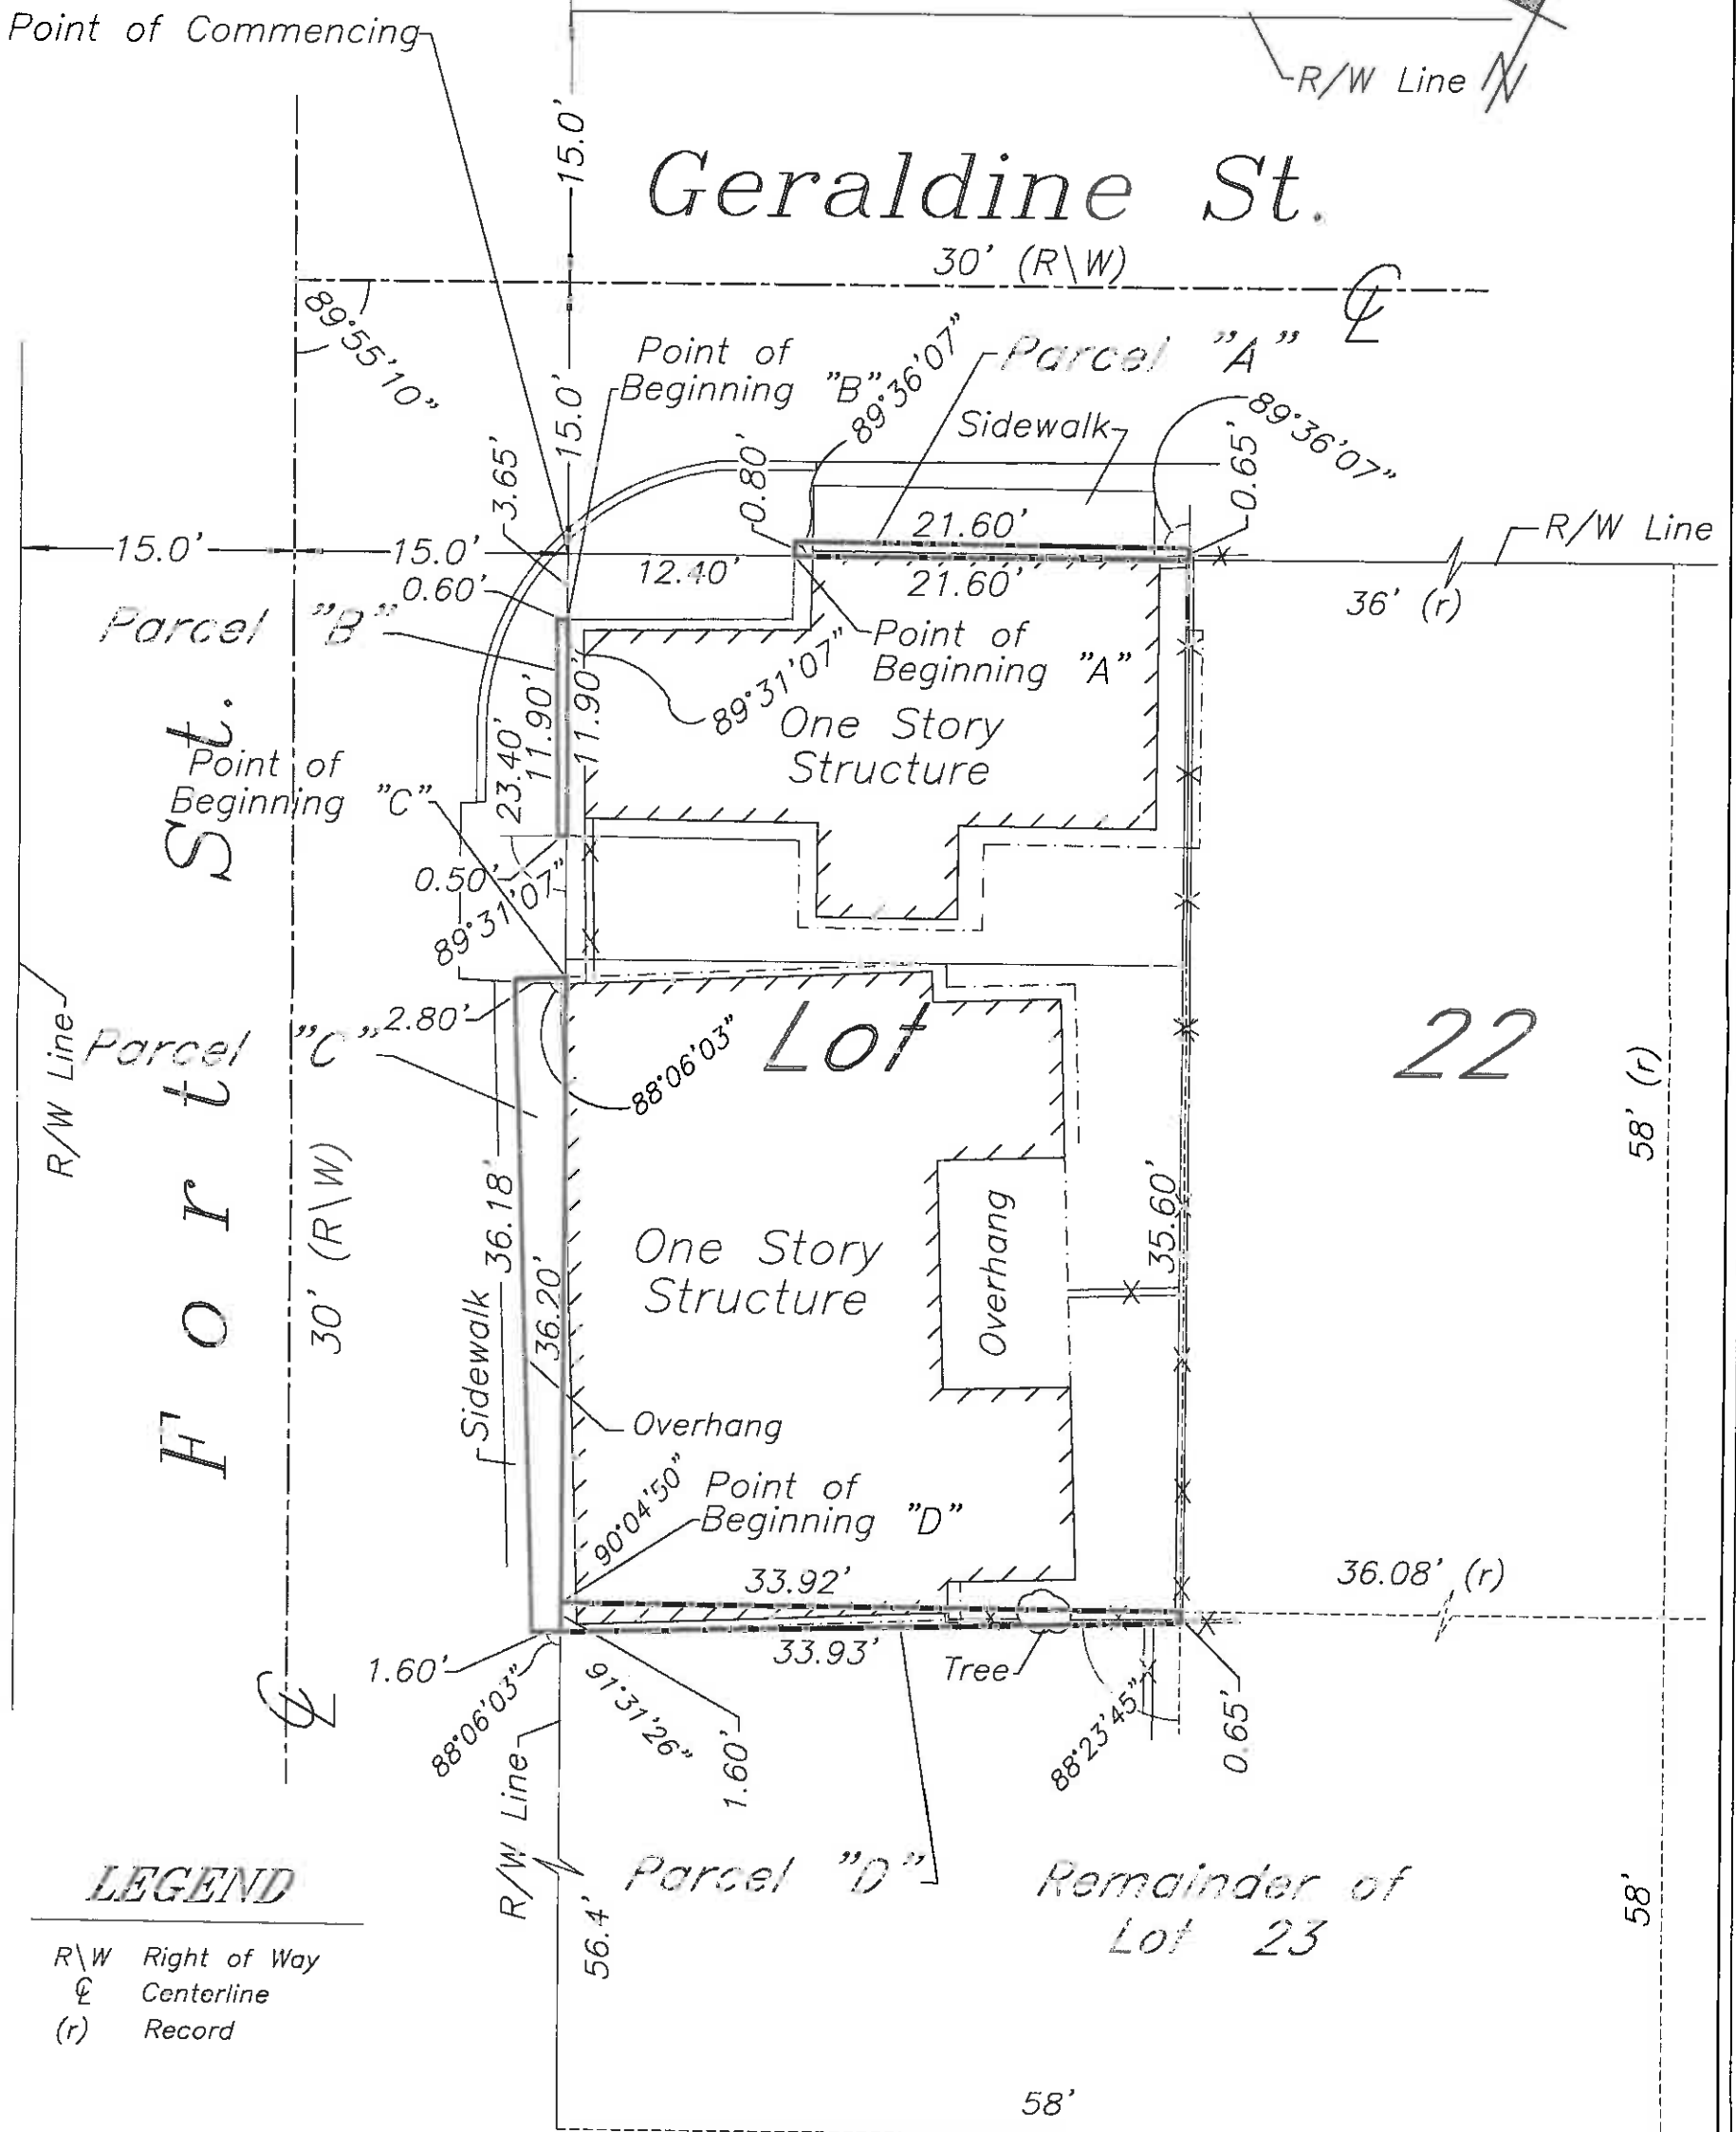 Point of Commencing
R/W Line N
15.0'
Geraldine St.
30' (R\W)
℄
89°55'10"
Point of
Beginning "B"
15.0'
89°36'07"
Parcel "A"
Sidewalk
89°36'07"
3.65'
0.80'
0.65'
21.60'
R/W Line
15.0'
15.0'
12.40'
21.60'
36' (r)
0.60'
Parcel "B"
Point of
Beginning "A"
89°31'07"
11.90'
11.90'
23.40'
One Story
Structure
Point of
Beginning "C"
0.50'
89°31'07"
Fort St.
30' (R\W)
R/W Line
Parcel "C"
2.80'
88°06'03"
Lot
22
58' (r)
36.18'
Sidewalk
36.20'
One Story
Structure
Overhang
35.60'
Overhang
90°04'50"
Point of
Beginning "D"
33.92'
36.08' (r)
33.93'
Tree
1.60'
88°06'03"
91°31'26"
1.60'
88°23'45"
0.65'
℄
R/W Line
56.4'
Parcel "D"
Remainder of
Lot 23
58'
58'
LEGEND
R\W Right of Way
℄ Centerline
(r) Record